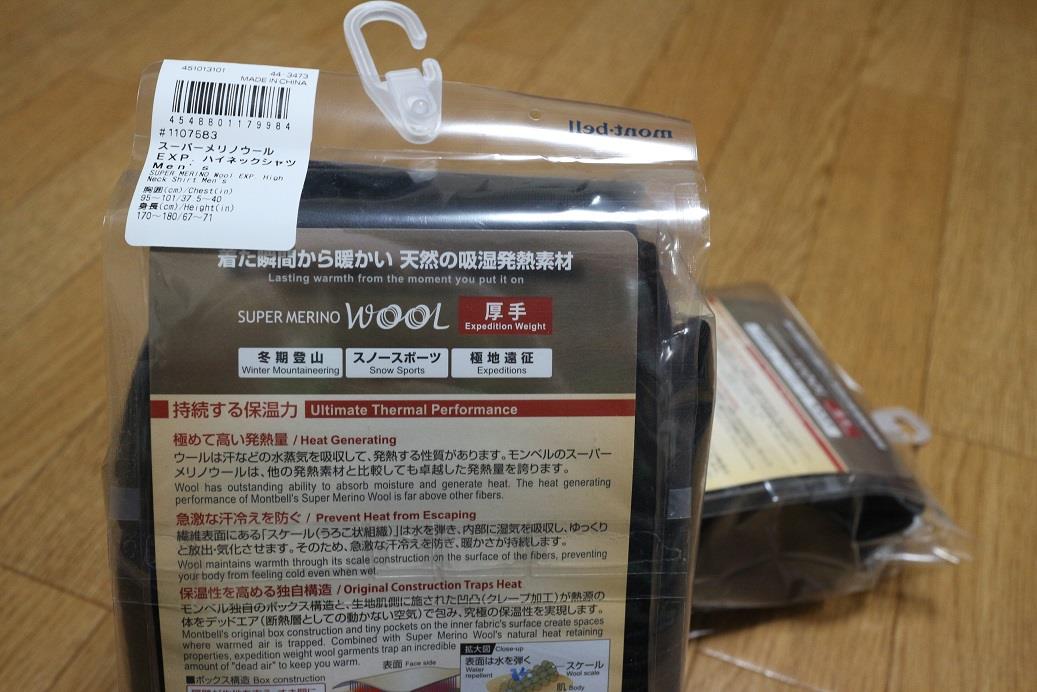 451013101 44-3473
MADE IN CHINA
4548801179984
#1107583
スーパーメリノウール
EXP. ハイネックシャツ
Men's
SUPER MERINO Wool EXP. High
Neck Shirt Men's
胸囲(cm)/Chest(in)
95〜101/37.5〜40
身長(cm)/Height(in)
170〜180/67〜71
mont-bell
着た瞬間から暖かい 天然の吸湿発熱素材
Lasting warmth from the moment you put it on
SUPER MERINO WOOL 厚手
Expedition Weight
冬期登山 スノースポーツ 極地遠征
Winter Mountaineering Snow Sports Expeditions
持続する保温力 Ultimate Thermal Performance
極めて高い発熱量 / Heat Generating
ウールは汗などの水蒸気を吸収して、発熱する性質があります。モンベルのスーパー
メリノウールは、他の発熱素材と比較しても卓越した発熱量を誇ります。
Wool has outstanding ability to absorb moisture and generate heat. The heat generating
performance of Montbell's Super Merino Wool is far above other fibers.
急激な汗冷えを防ぐ / Prevent Heat from Escaping
繊維表面にある「スケール(うろこ状組織)」は水を弾き、内部に湿気を吸収し、ゆっくり
と放出・気化させます。そのため、急激な汗冷えを防ぎ、暖かさが持続します。
Wool maintains warmth through its scale construction on the surface of the fibers, preventing
your body from feeling cold even when wet.
保温性を高める独自構造 / Original Construction Traps Heat
モンベル独自のボックス構造と、生地肌側に施された凹凸(クレープ加工)が熱源の
体をデッドエア(断熱層としての動かない空気)で包み、究極の保温性を実現します。
Montbell's original box construction and tiny pockets on the inner fabric's surface create spaces
where warmed air is trapped. Combined with Super Merino Wool's natural heat retaining
properties, expedition weight wool garments trap an incredible
amount of "dead air" to keep you warm.
■ボックス構造 Box construction
表面 Face side
拡大図 Close-up
表面は水を弾く
Water
repellent
スケール
Wool scale
肌 Body